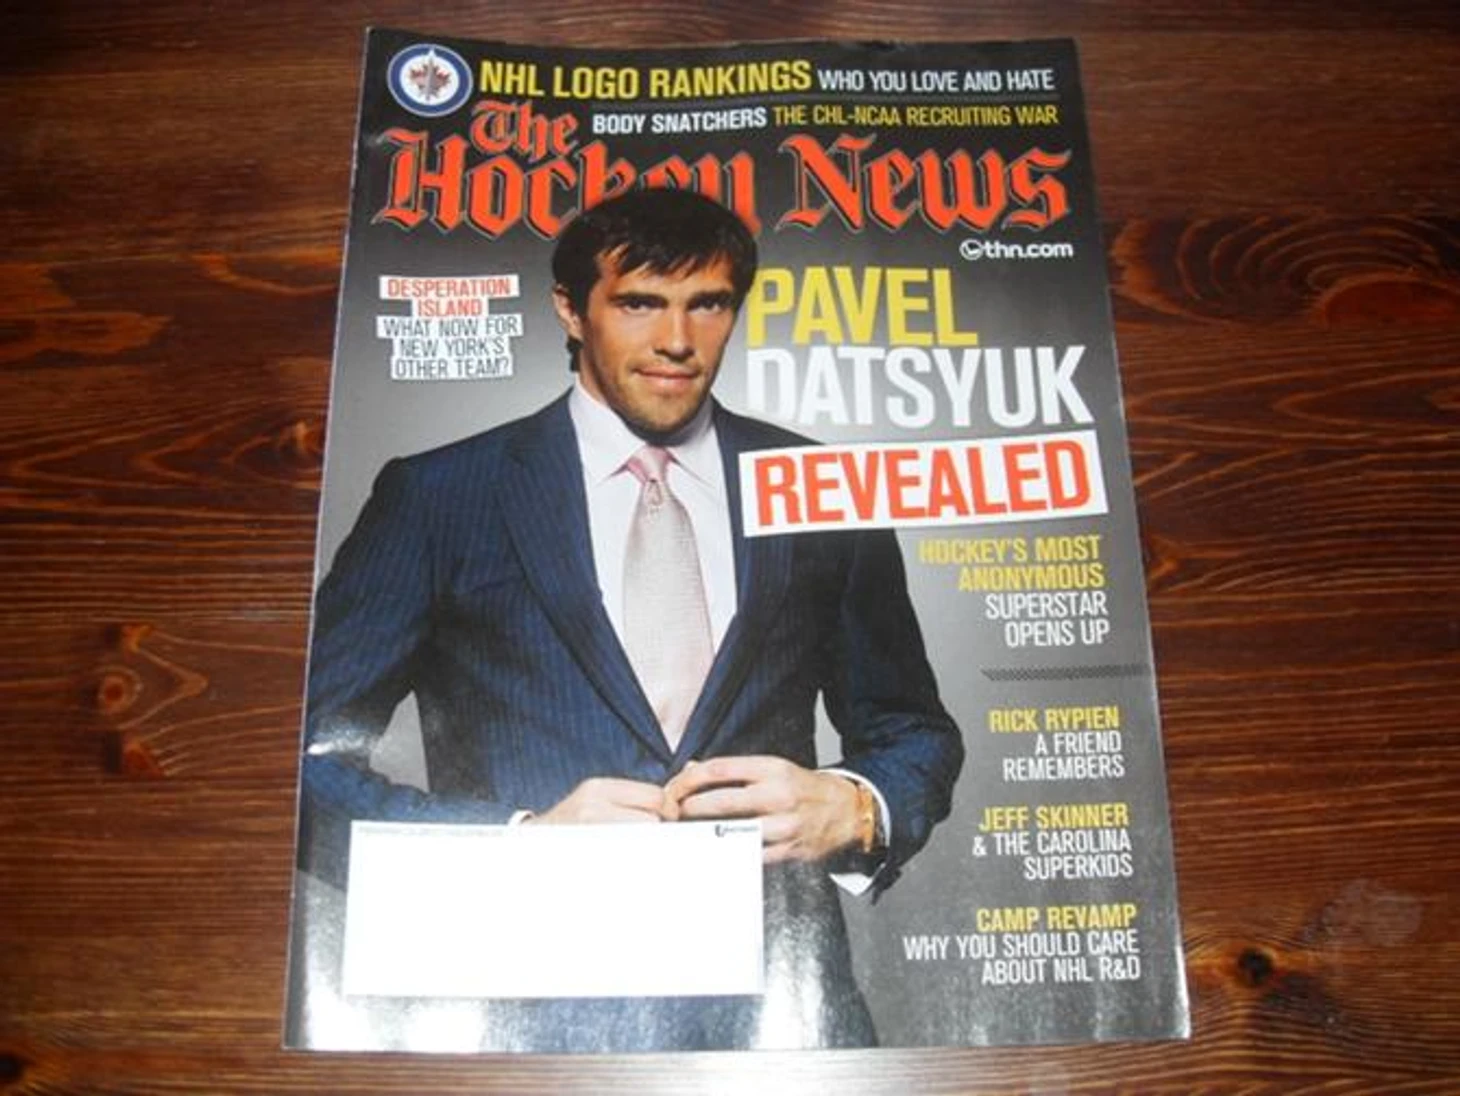 NHL LOGO RANKINGS WHO YOU LOVE AND HATE
BODY SNATCHERS THE CHL-NCAA RECRUITING WAR
The
Hockey News
thn.com
DESPERATION
ISLAND
WHAT NOW FOR
NEW YORK'S
OTHER TEAM?
PAVEL
DATSYUK
REVEALED
HOCKEY'S MOST
ANONYMOUS
SUPERSTAR
OPENS UP
RICK RYPIEN
A FRIEND
REMEMBERS
JEFF SKINNER
& THE CAROLINA
SUPERKIDS
CAMP REVAMP
WHY YOU SHOULD CARE
ABOUT NHL R&D